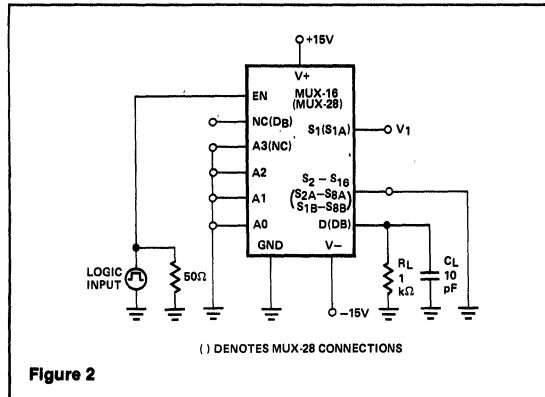 +15V
V+
MUX-16
(MUX-28)
EN
NC(DB)
S1(S1A)
V1
A3(NC)
A2
S2 – S16
(S2A–S8A)
S1B–S8B
A1
A0
D(DB)
GND
V–
LOGIC
INPUT
50Ω
RL
1
kΩ
CL
10
pF
–15V
( ) DENOTES MUX-28 CONNECTIONS
Figure 2